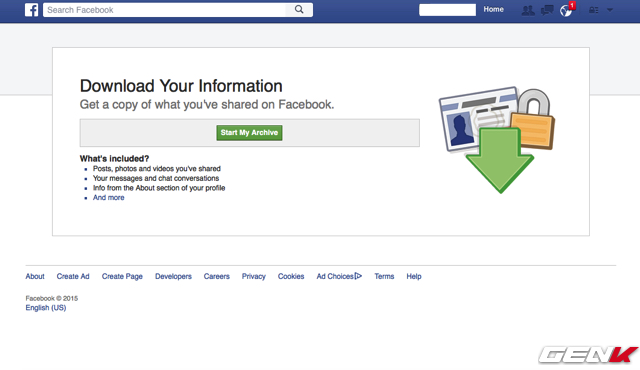 f
Search Facebook
Home
1
Download Your Information
Get a copy of what you've shared on Facebook.
Start My Archive
What's included?
Posts, photos and videos you've shared
Your messages and chat conversations
Info from the About section of your profile
And more
About Create Ad Create Page Developers Careers Privacy Cookies Ad Choices Terms Help
Facebook © 2015
English (US)
GENK